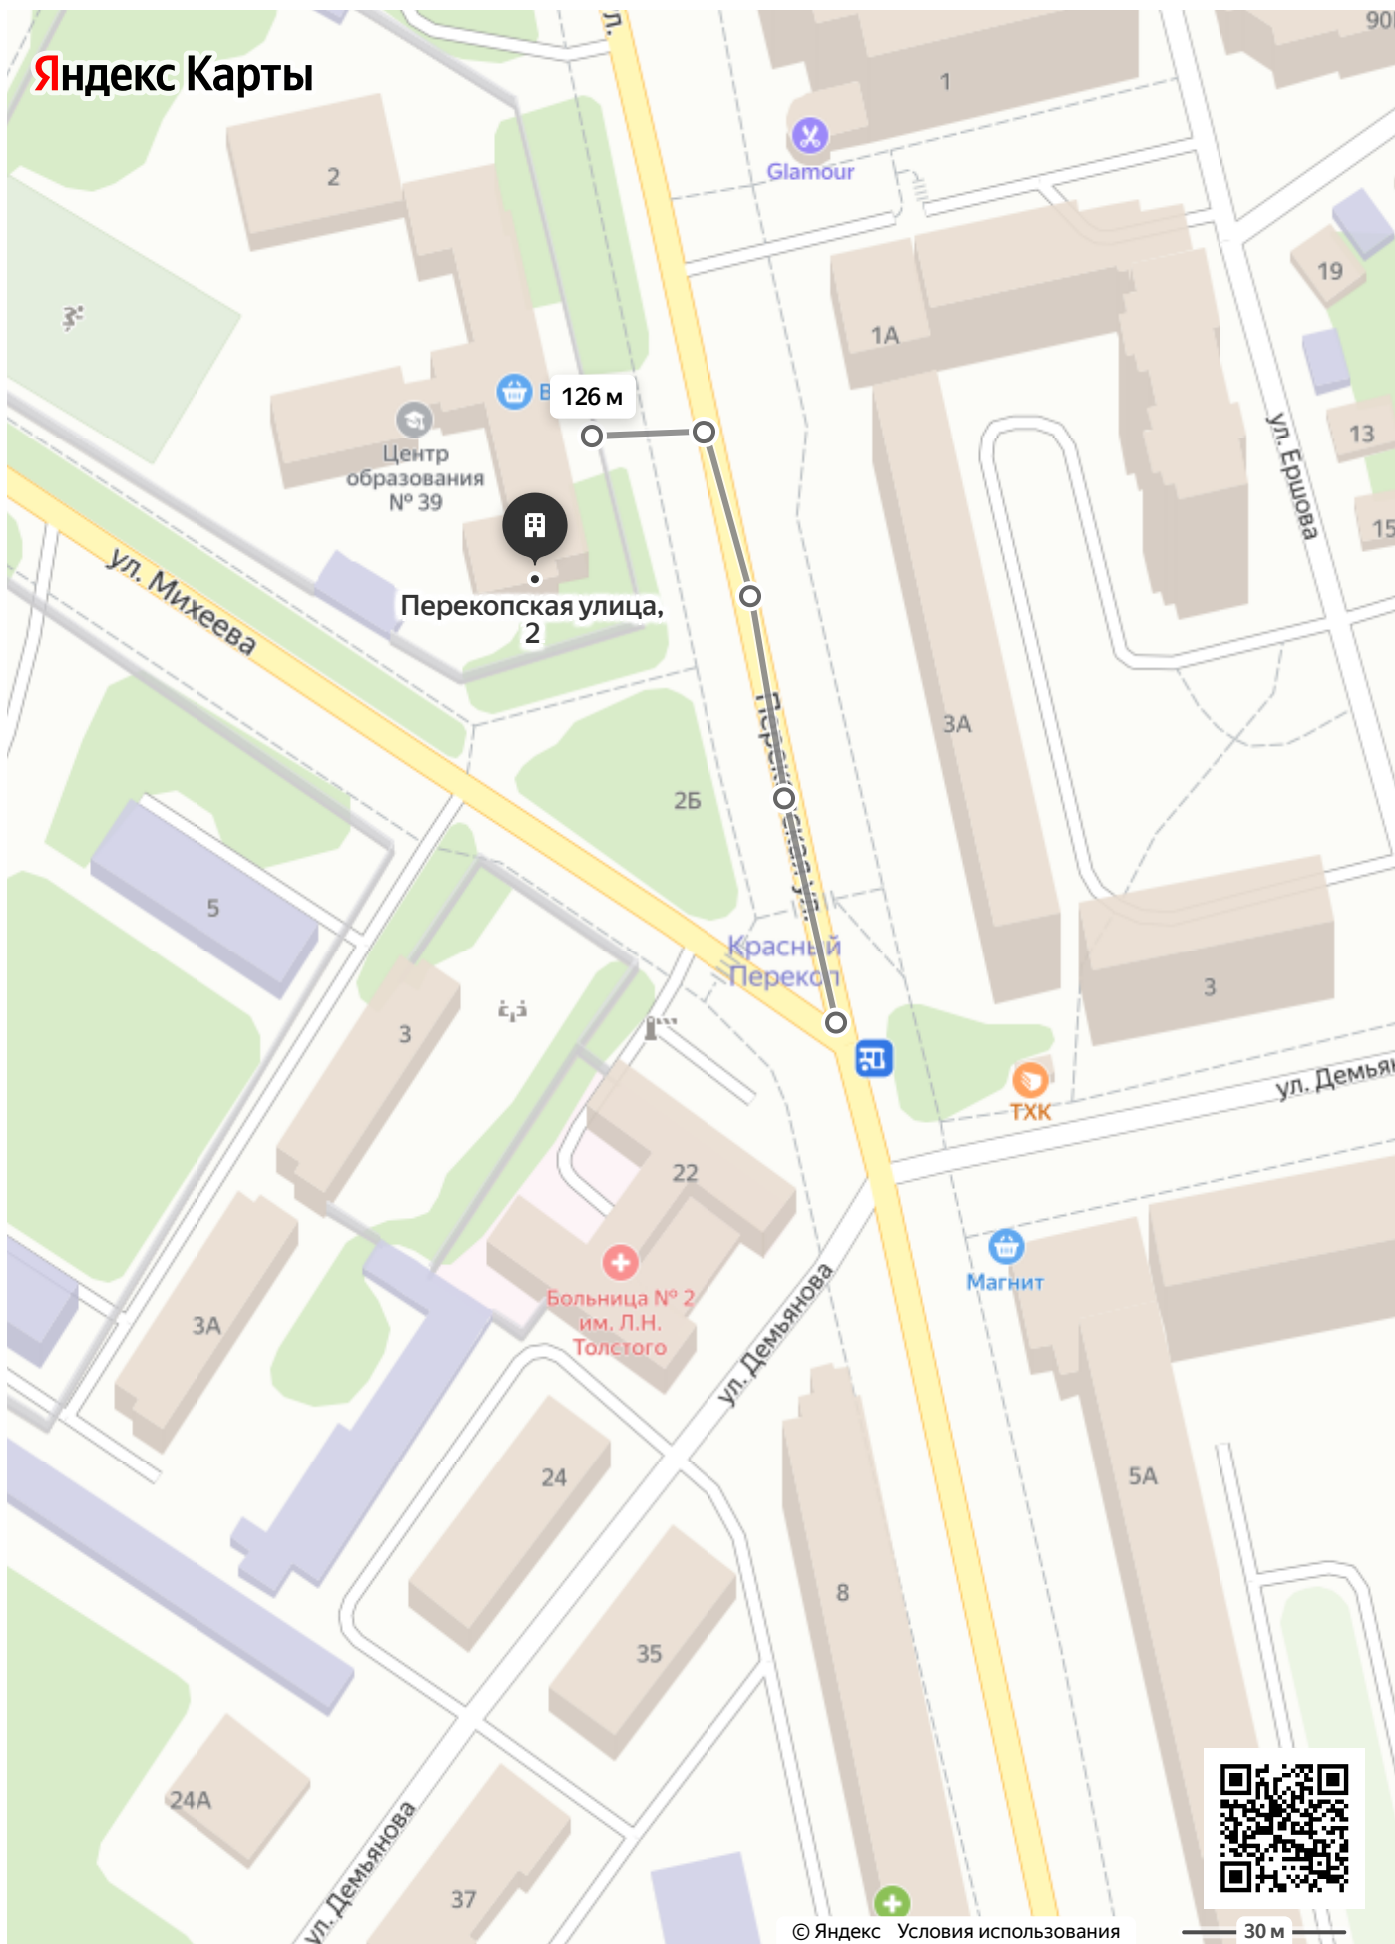 Яндекс Карты
ул.
1
Glamour
2
19
1А
126 м
Центр
образования
№ 39
13
ул. Ершова
15
ул. Михеева
Перекопская улица,
2
3А
2Б
5
Красный
Перекоп
3
3
ул. Демьян
ТХК
22
Магнит
Больница № 2
им. Л.Н.
Толстого
3А
ул. Демьянова
24
5А
8
35
24А
ул. Демьянова
37
© Яндекс Условия использования
30 м